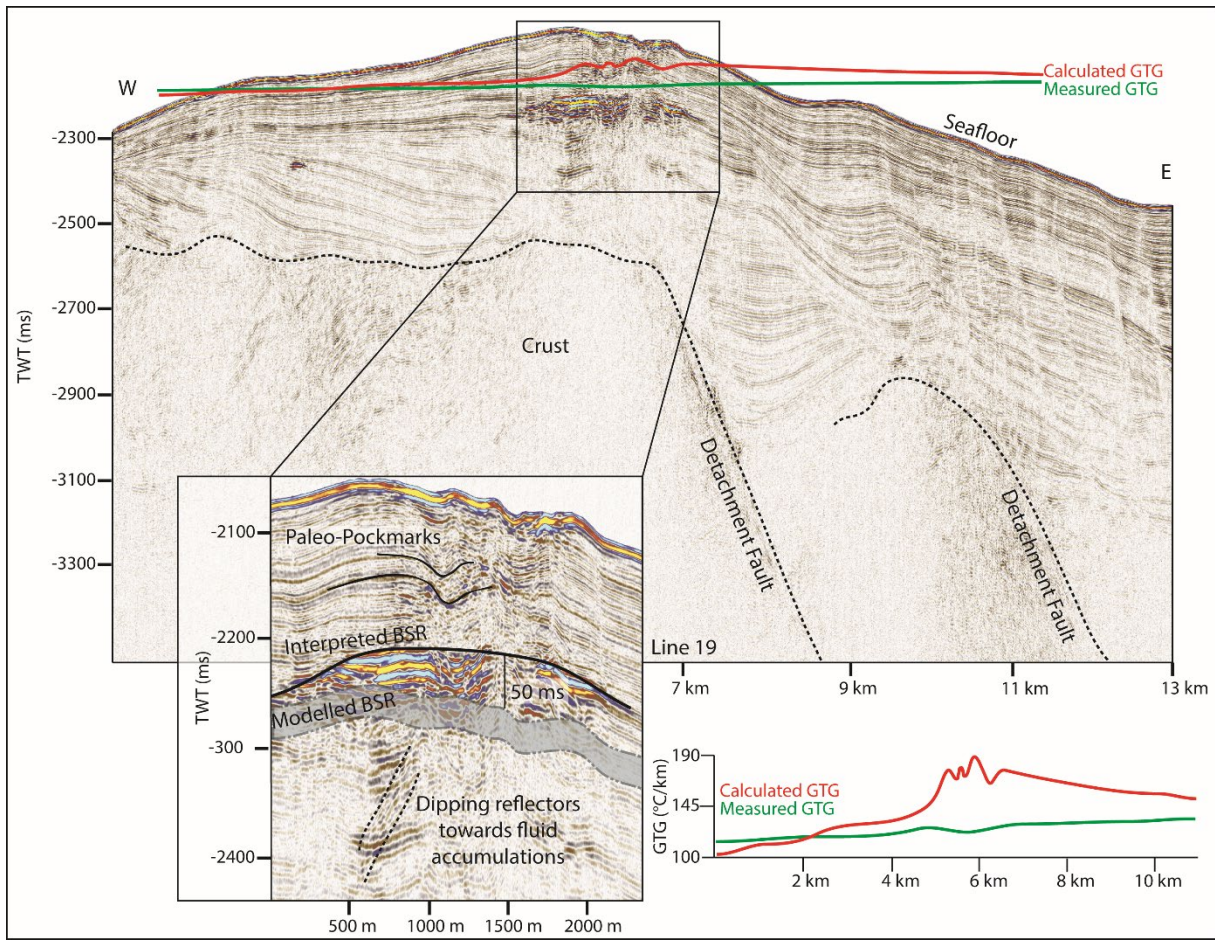 W
Calculated GTG
Measured GTG
Seafloor
E
-2300
-2500
-2700
-2900
-3100
-3300
TWT (ms)
Crust
Detachment Fault
Detachment Fault
Line 19
7 km
9 km
11 km
13 km
-2100
-2200
-300
-2400
TWT (ms)
Paleo-Pockmarks
Interpreted BSR
50 ms
Modelled BSR
Dipping reflectors
towards fluid
accumulations
500 m
1000 m
1500 m
2000 m
190
145
100
GTG (°C/km)
Calculated GTG
Measured GTG
2 km
4 km
6 km
8 km
10 km